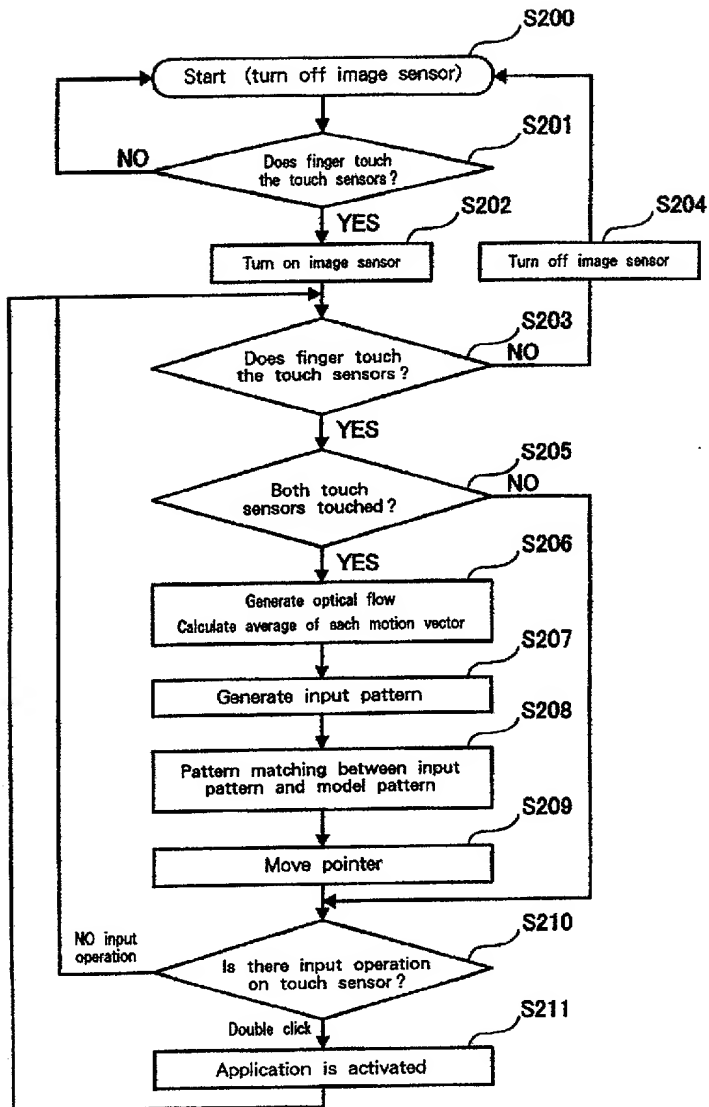 S200
Start (turn off image sensor)
S201
Does finger touch
the touch sensors?
NO
YES
S202
Turn on image sensor
S204
Turn off image sensor
S203
Does finger touch
the touch sensors?
NO
YES
S205
Both touch
sensors touched?
NO
YES
S206
Generate optical flow
Calculate average of each motion vector
S207
Generate input pattern
S208
Pattern matching between input
pattern and model pattern
S209
Move pointer
S210
Is there input operation
on touch sensor?
NO input
operation
Double click
S211
Application is activated